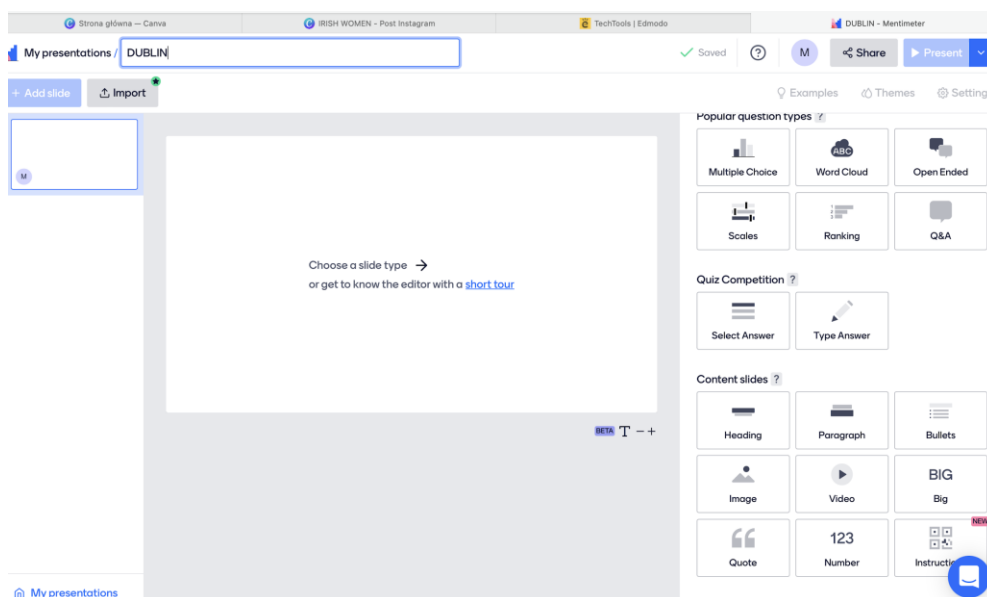 Strona główna — Canva
IRISH WOMEN - Post Instagram
TechTools | Edmodo
DUBLIN - Mentimeter
My presentations /
DUBLIN
Saved
?
M
Share
Present
+ Add slide
Import
Examples
Themes
Setting
Popular question types ?
Multiple Choice
ABC
Word Cloud
Open Ended
Scales
Ranking
Q&A
M
Choose a slide type →
or get to know the editor with a short tour
Quiz Competition ?
Select Answer
Type Answer
Content slides ?
Heading
Paragraph
Bullets
BETA T − +
Image
Video
BIG
Big
NEW
Quote
123
Number
Instructi
My presentations